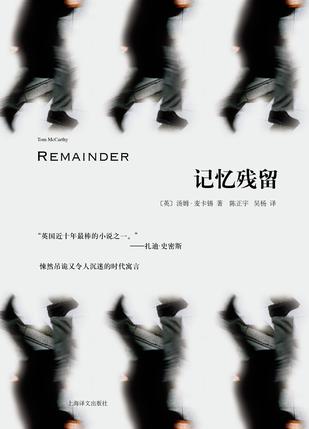 Tom McCarthy
REMAINDER
记忆残留
〔英〕汤姆·麦卡锡 著 陈正宇 吴杨 译
“英国近十年最棒的小说之一。”
——扎迪·史密斯
悚然吊诡又令人沉迷的时代寓言
上海译文出版社